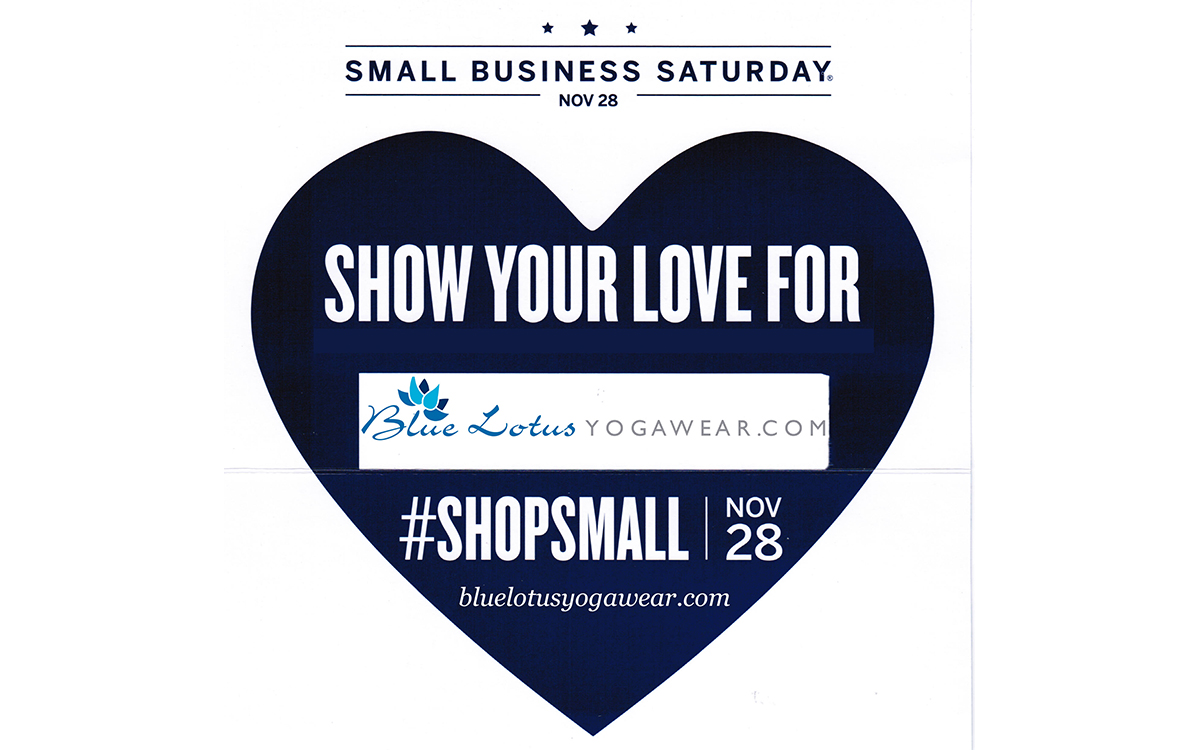 SMALL BUSINESS SATURDAY®
NOV 28
SHOW YOUR LOVE FOR
Blue Lotus YOGAWEAR.COM
#SHOPSMALL | NOV 28
bluelotusyogawear.com